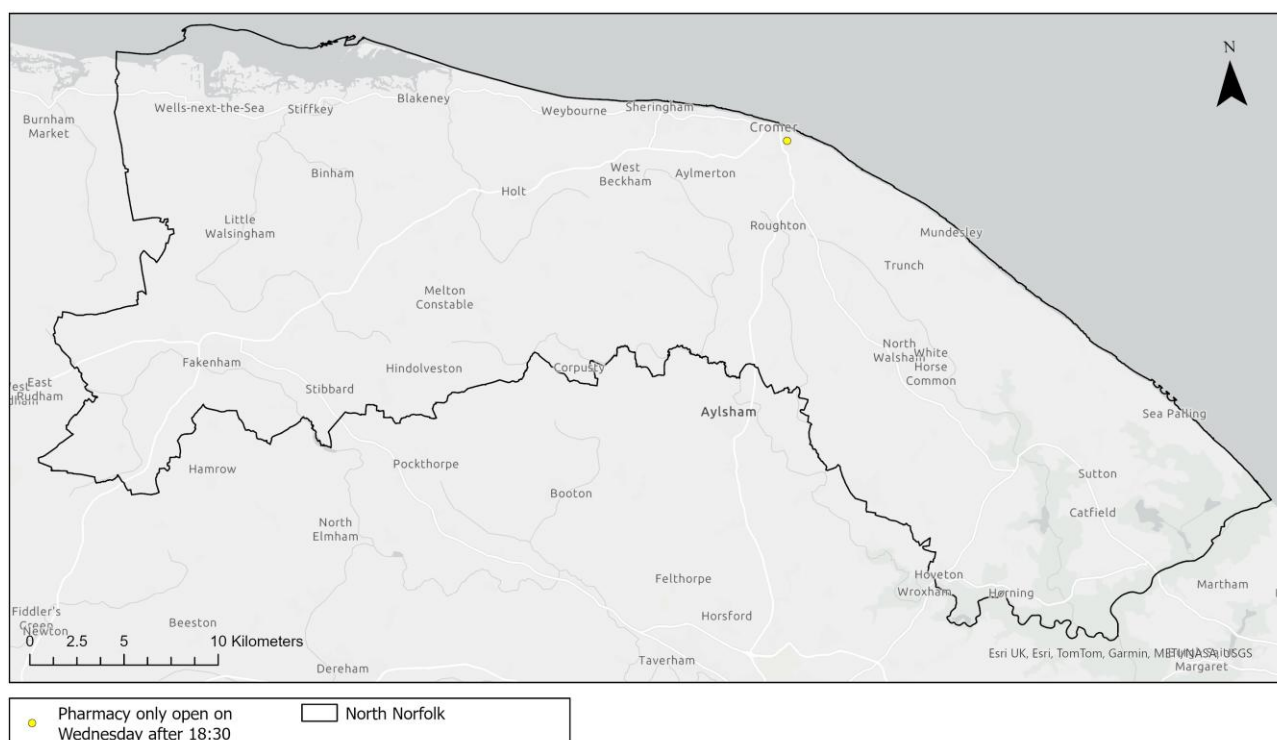 N
Wells-next-the-Sea
Stiffkey
Blakeney
Weybourne
Sheringham
Cromer
Burnham
Market
Binham
Holt
West
Beckham
Aylmerton
Little
Walsingham
Roughton
Mundesley
Trunch
Melton
Constable
Fakenham
Hindolveston
Corpusty
North
Walsham
White
Horse
Common
East
Rudham
Stibbard
Aylsham
Sea Palling
Hamrow
Pockthorpe
Booton
Sutton
Catfield
North
Elmham
Felthorpe
Hoveton
Wroxham
Horning
Martham
Fiddler's
Green
Newton
Beeston
Horsford
0 2.5 5 10 Kilometers
Dereham
Taverham
Esri UK, Esri, TomTom, Garmin, METI/NASA, USGS
Margaret
Pharmacy only open on
Wednesday after 18:30
North Norfolk